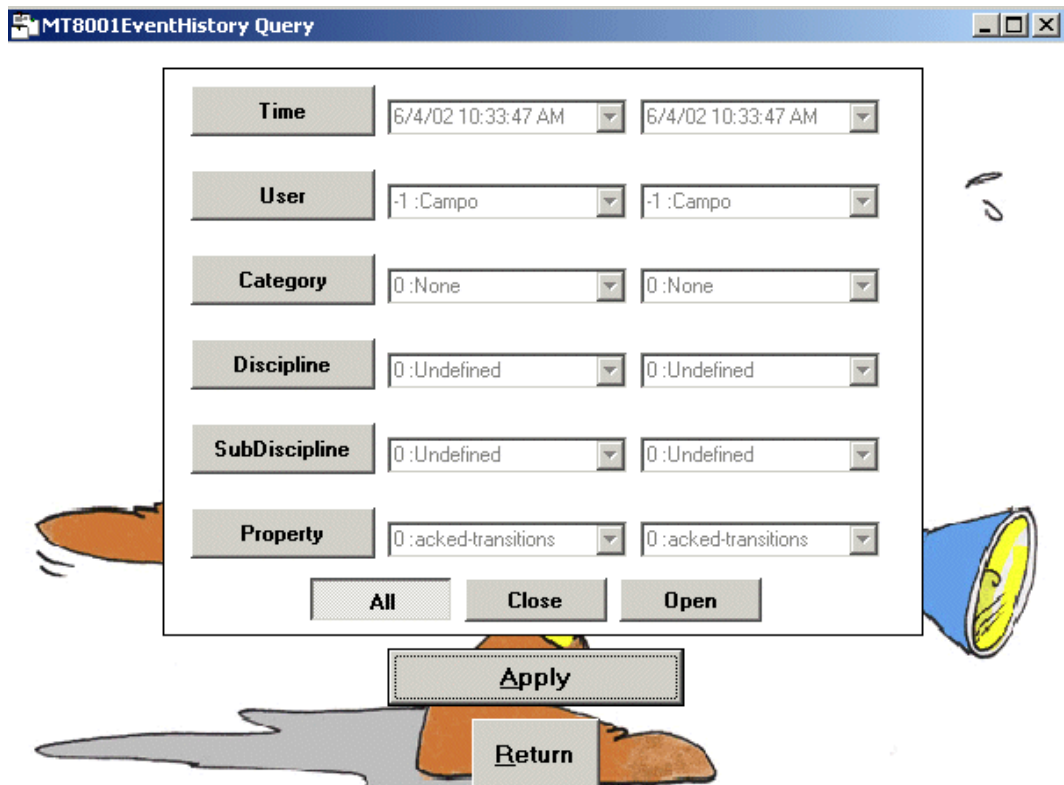 MT8001EventHistory Query
Time 6/4/02 10:33:47 AM 6/4/02 10:33:47 AM
User -1 :Campo -1 :Campo
Category 0 :None 0 :None
Discipline 0 :Undefined 0 :Undefined
SubDiscipline 0 :Undefined 0 :Undefined
Property 0 :acked-transitions 0 :acked-transitions
All Close Open
Apply
Return